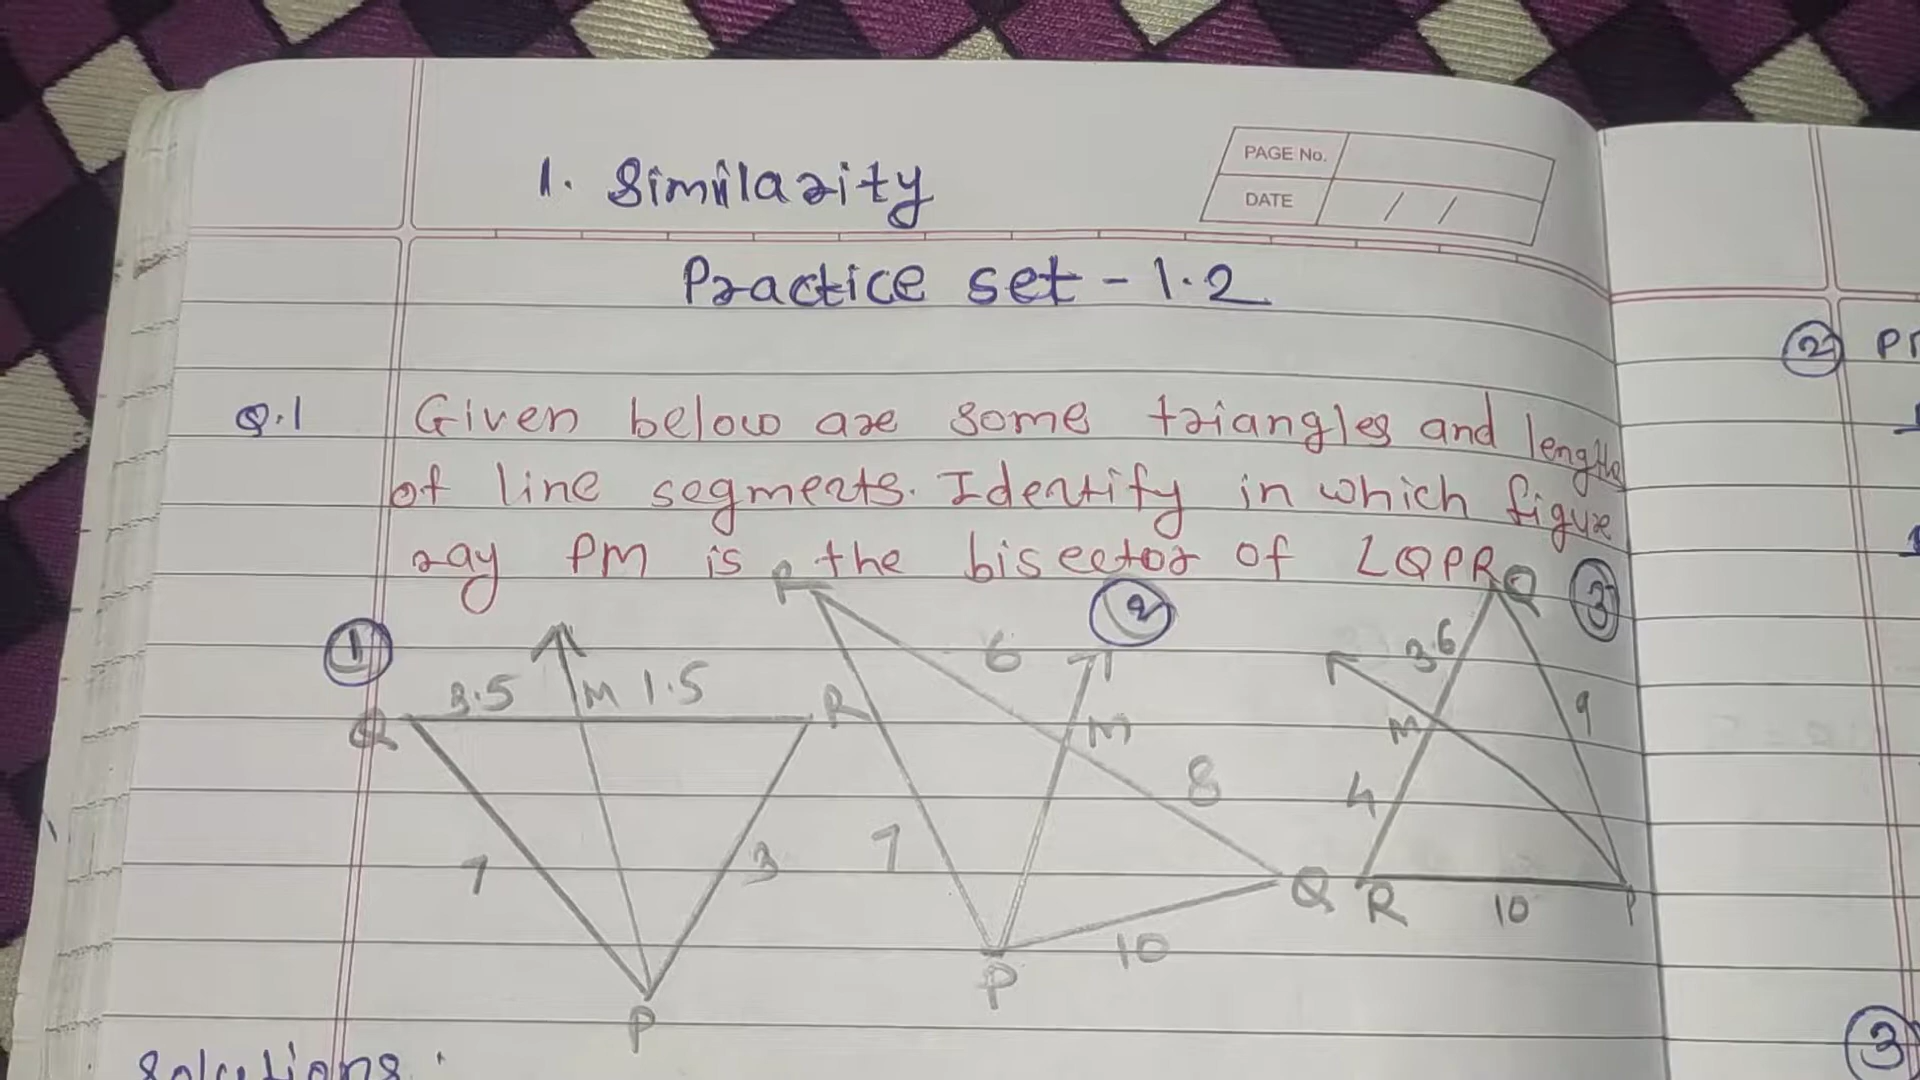 1. Similarity
PAGE No.
DATE / /
Practice set - 1.2
Q.1 Given below are some triangles and length
of line segments. Identify in which figure
ray PM is the bisector of ∠QPR
① ② ③
3.5 M 1.5
Q R
7 3
P
R
6
M
8
7
Q
10
P
Q
3.6
9
M
4
R 10 P
Solutions.
②
③